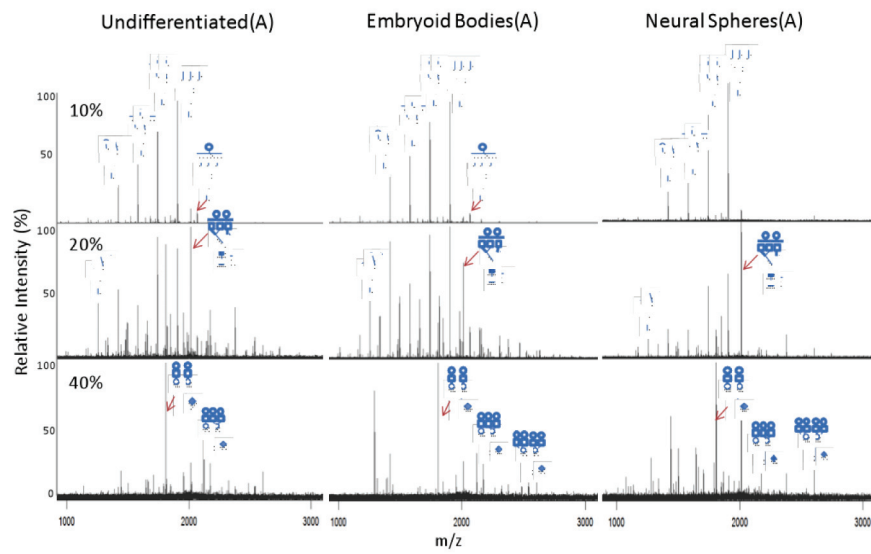 Undifferentiated(A) Embryoid Bodies(A) Neural Spheres(A)
Relative Intensity (%)
100
10%
50
100
20%
50
100
40%
50
0
1000 2000 3000 1000 2000 3000 1000 2000 3000
m/z